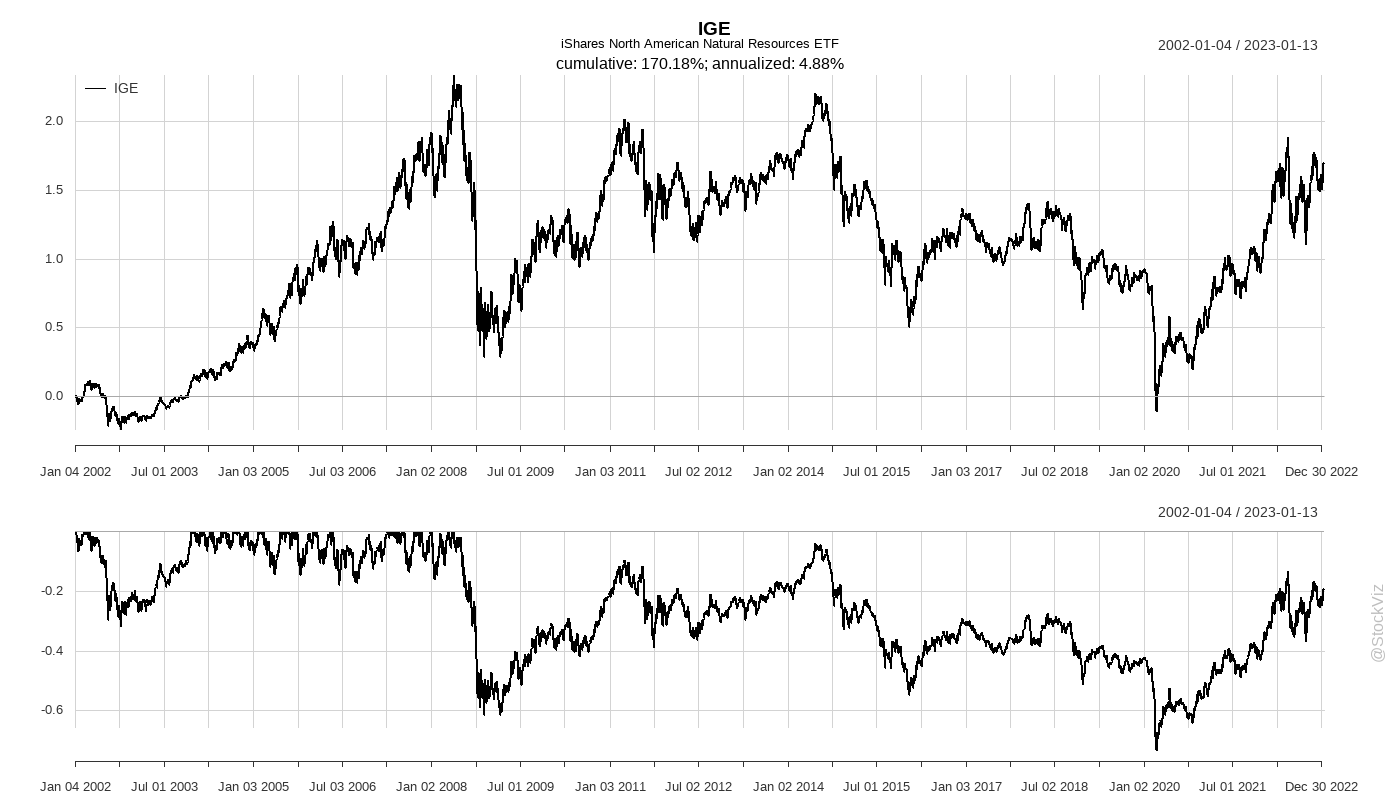 IGE
iShares North American Natural Resources ETF
2002-01-04 / 2023-01-13
cumulative: 170.18%; annualized: 4.88%
IGE
2.0
1.5
1.0
0.5
0.0
Jan 04 2002 Jul 01 2003 Jan 03 2005 Jul 03 2006 Jan 02 2008 Jul 01 2009 Jan 03 2011 Jul 02 2012 Jan 02 2014 Jul 01 2015 Jan 03 2017 Jul 02 2018 Jan 02 2020 Jul 01 2021 Dec 30 2022
2002-01-04 / 2023-01-13
-0.2
-0.4
-0.6
Jan 04 2002 Jul 01 2003 Jan 03 2005 Jul 03 2006 Jan 02 2008 Jul 01 2009 Jan 03 2011 Jul 02 2012 Jan 02 2014 Jul 01 2015 Jan 03 2017 Jul 02 2018 Jan 02 2020 Jul 01 2021 Dec 30 2022
@StockViz